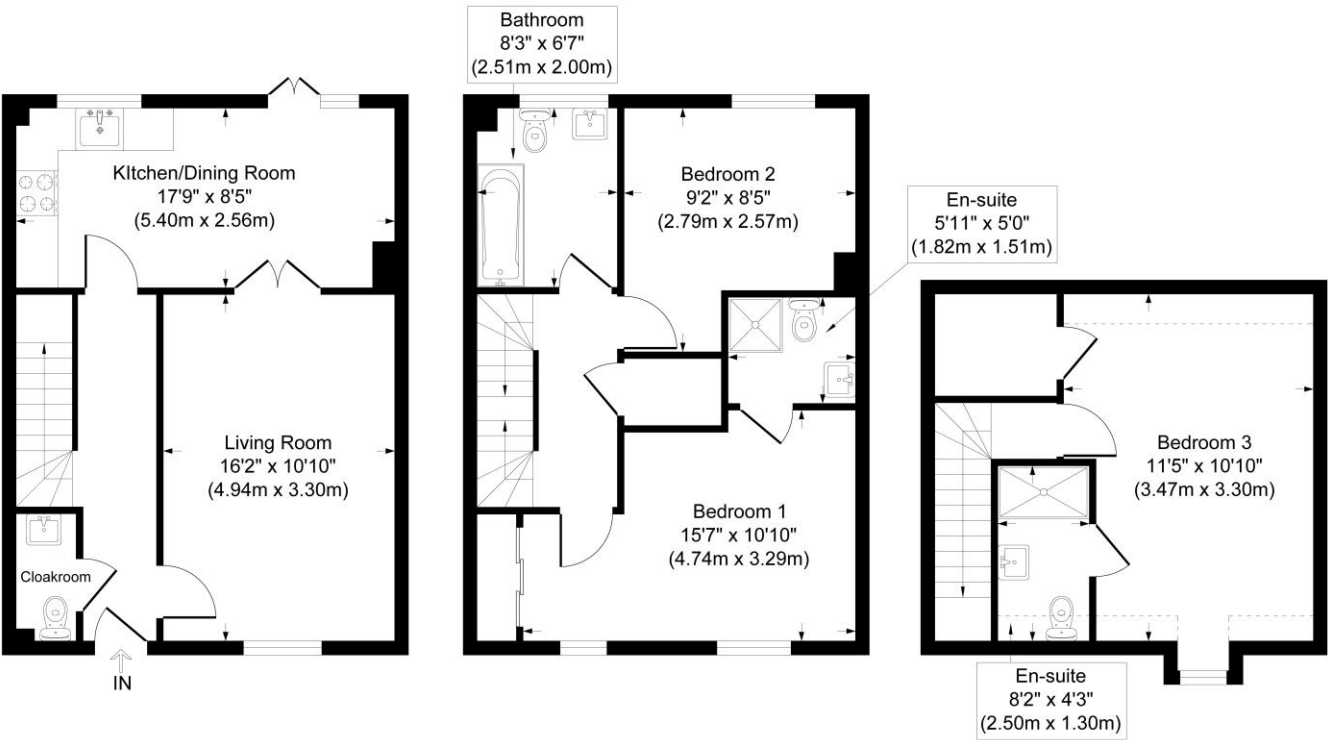 Bathroom
8'3" x 6'7"
(2.51m x 2.00m)
KItchen/Dining Room
17'9" x 8'5"
(5.40m x 2.56m)
Bedroom 2
9'2" x 8'5"
(2.79m x 2.57m)
En-suite
5'11" x 5'0"
(1.82m x 1.51m)
Living Room
16'2" x 10'10"
(4.94m x 3.30m)
Bedroom 3
11'5" x 10'10"
(3.47m x 3.30m)
Bedroom 1
15'7" x 10'10"
(4.74m x 3.29m)
Cloakroom
IN
En-suite
8'2" x 4'3"
(2.50m x 1.30m)